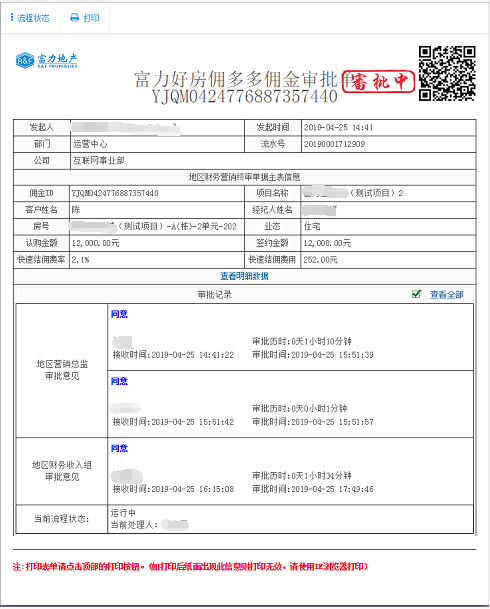 流程状态 打印
富力地产
R&F PROPERTIES
富力好房佣多多佣金审批单
审批中
YJQM0424776887357440
发起人 发起时间 2019-04-25 14:41
部门 运营中心 流水号 20190001712909
公司 互联网事业部
地区财务营销终审单据主表信息
佣金ID YJQM0424776887357440 项目名称 (测试项目) 2
客户姓名 陈 经纪人姓名
房号 (测试项目)-A(栋)-2单元-202 业态 住宅
认购金额 12,000.00元 签约金额 12,000.00元
快速结佣费率 2.1% 快速结佣费用 252.00元
查看明细数据
审批记录 查看全部
地区营销总监
审批意见
同意
审批历时:0天1小时10分钟
接收时间:2019-04-25 14:41:22 审批时间:2019-04-25 15:51:39
同意
审批历时:0天0小时1分钟
接收时间:2019-04-25 15:51:42 审批时间:2019-04-25 15:51:57
地区财务收入组
审批意见
同意
审批历时:0天1小时34分钟
接收时间:2019-04-25 16:15:08 审批时间:2019-04-25 17:49:46
当前流程状态:
运行中
当前处理人:
注:打印表单请点击顶部的打印按钮。(如打印后纸面出现此信息则打印无效,请使用IE浏览器打印)